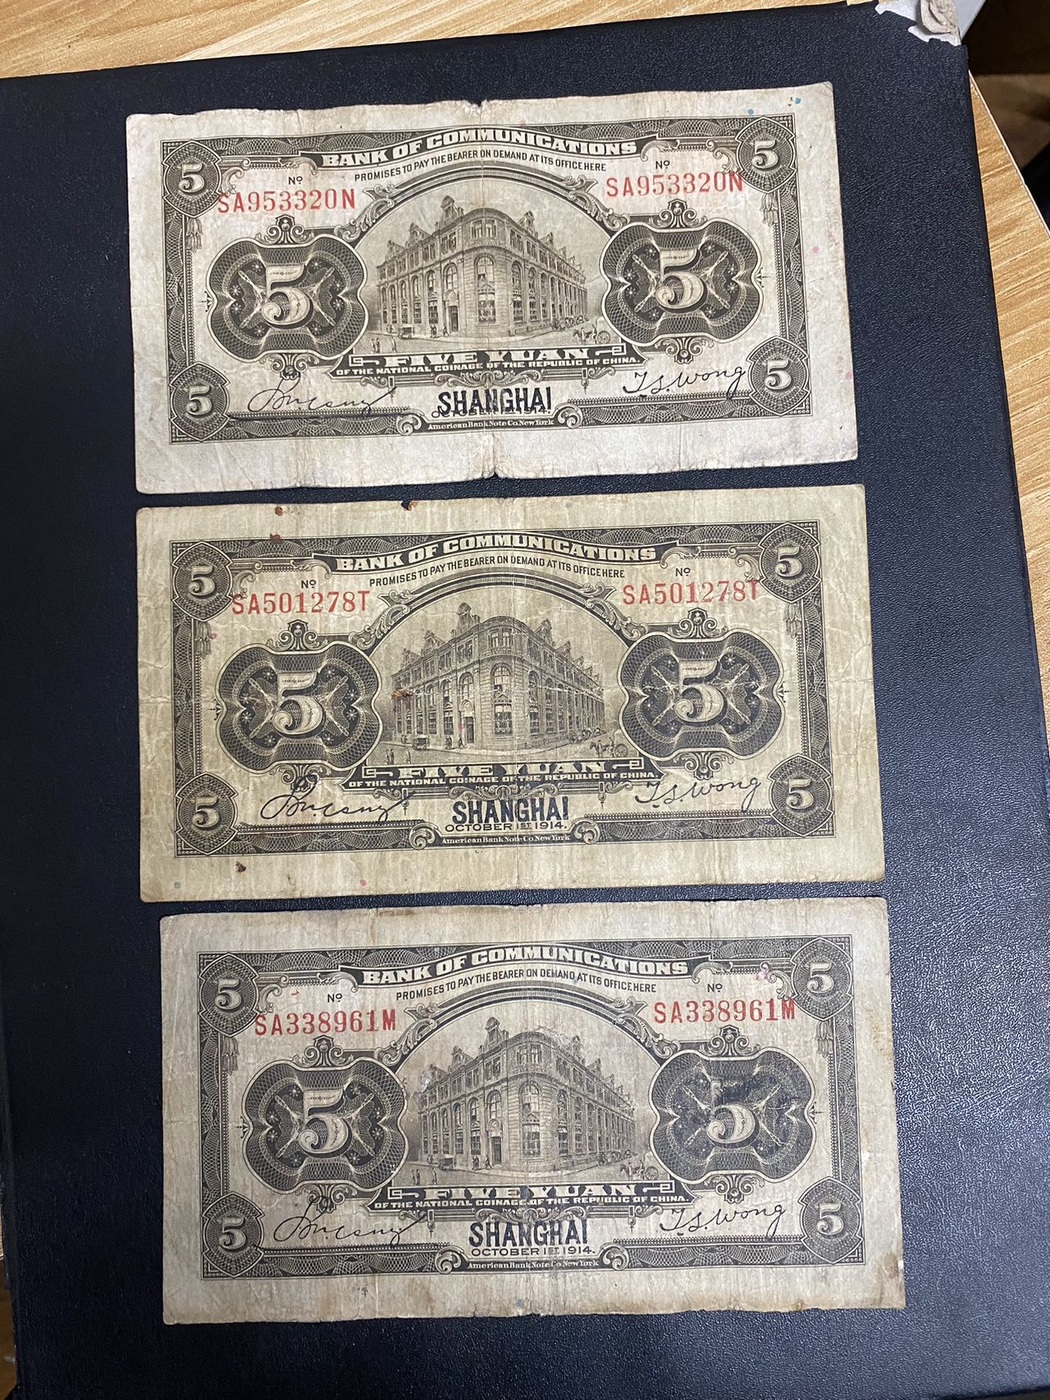 BANK OF COMMUNICATIONS
PROMISES TO PAY THE BEARER ON DEMAND AT ITS OFFICE HERE
5 5
Nº Nº
SA953320N SA953320N
5 5
FIVE YUAN
OF THE NATIONAL COINAGE OF THE REPUBLIC OF CHINA
T.S. Wong
5 SHANGHAI 5
American Bank Note Co. New York
BANK OF COMMUNICATIONS
PROMISES TO PAY THE BEARER ON DEMAND AT ITS OFFICE HERE
5 5
Nº Nº
SA501278T SA501278T
5 5
FIVE YUAN
OF THE NATIONAL COINAGE OF THE REPUBLIC OF CHINA
T.S. Wong
5 SHANGHAI 5
OCTOBER 1ST 1914.
American Bank Note Co. New York
BANK OF COMMUNICATIONS
PROMISES TO PAY THE BEARER ON DEMAND AT ITS OFFICE HERE
5 5
Nº Nº
SA338961M SA338961M
5 5
FIVE YUAN
OF THE NATIONAL COINAGE OF THE REPUBLIC OF CHINA
T.S. Wong
5 SHANGHAI 5
OCTOBER 1ST 1914.
American Bank Note Co. New York